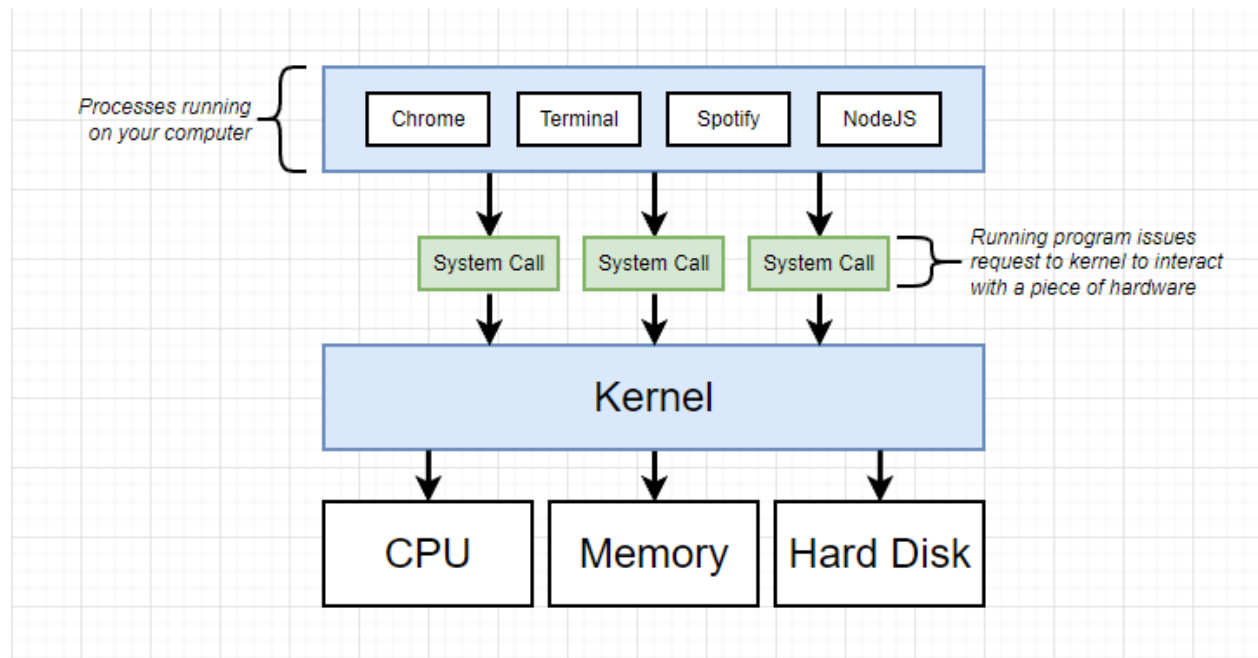 Processes running
on your computer
Chrome
Terminal
Spotify
NodeJS
System Call
System Call
System Call
Running program issues
request to kernel to interact
with a piece of hardware
Kernel
CPU
Memory
Hard Disk